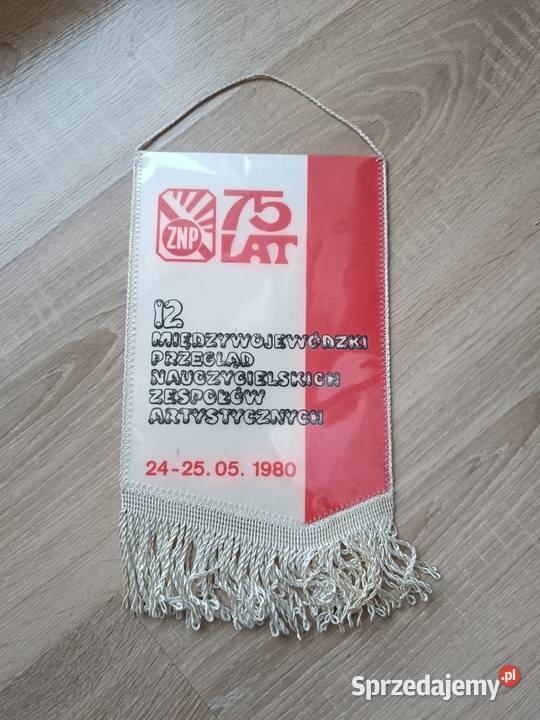 ZNP
75
LAT
12
MIĘDZYWOJEWÓDZKI
PRZEGLĄD
NAUCZYCIELSKICH
ZESPOŁÓW
ARTYSTYCZNYCH
24-25.05.1980
Sprzedajemy.pl